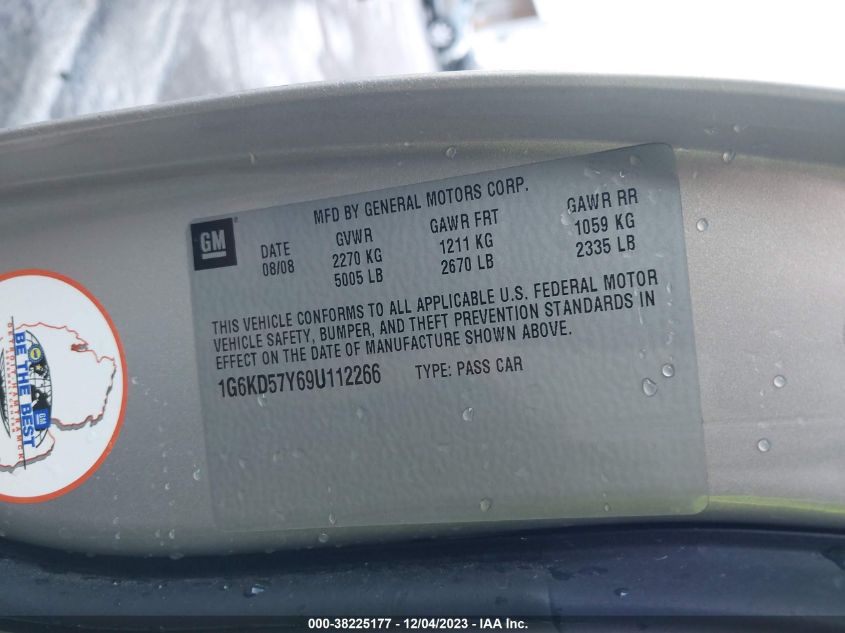 GM
MFD BY GENERAL MOTORS CORP.
DATE GVWR GAWR FRT GAWR RR
08/08 2270 KG 1211 KG 1059 KG
5005 LB 2670 LB 2335 LB
THIS VEHICLE CONFORMS TO ALL APPLICABLE U.S. FEDERAL MOTOR
VEHICLE SAFETY, BUMPER, AND THEFT PREVENTION STANDARDS IN
EFFECT ON THE DATE OF MANUFACTURE SHOWN ABOVE.
1G6KD57Y69U112266 TYPE: PASS CAR
BE THE BEST
GM
000-38225177 - 12/04/2023 - IAA Inc.